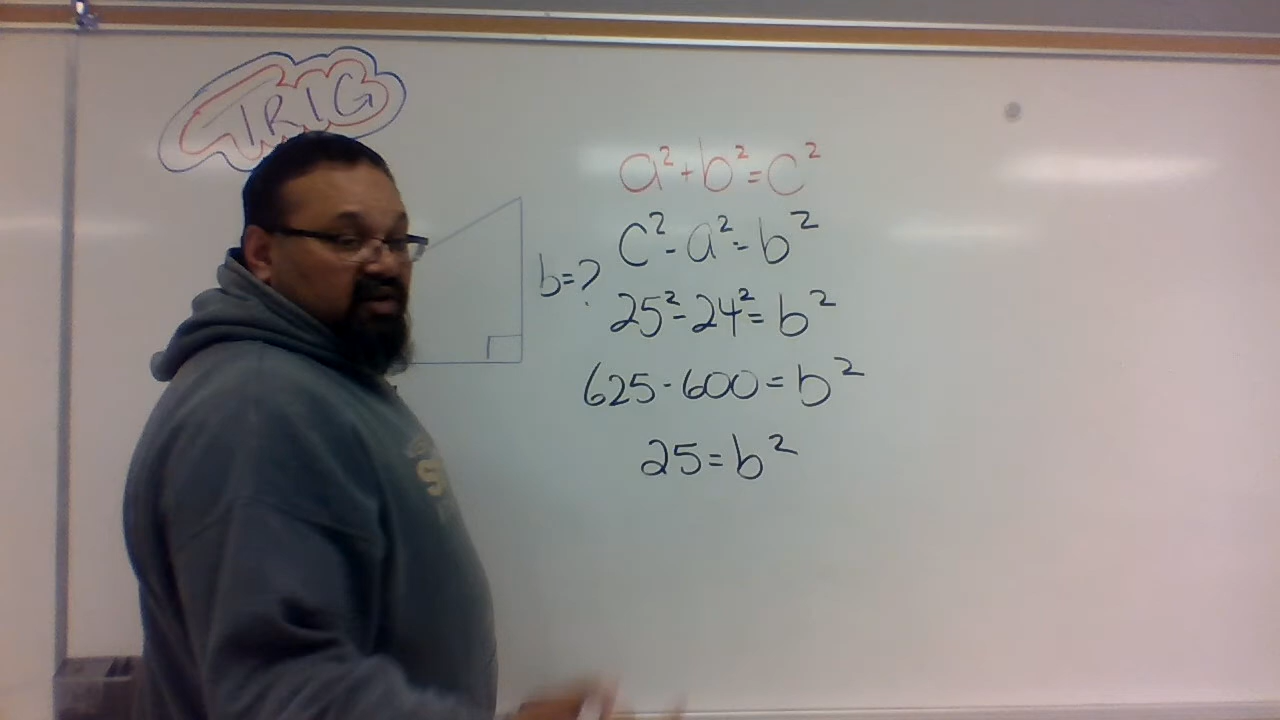 TRIG
a²+b²=c²
c²-a²=b²
b=?
25²-24²=b²
625-600=b²
25=b²